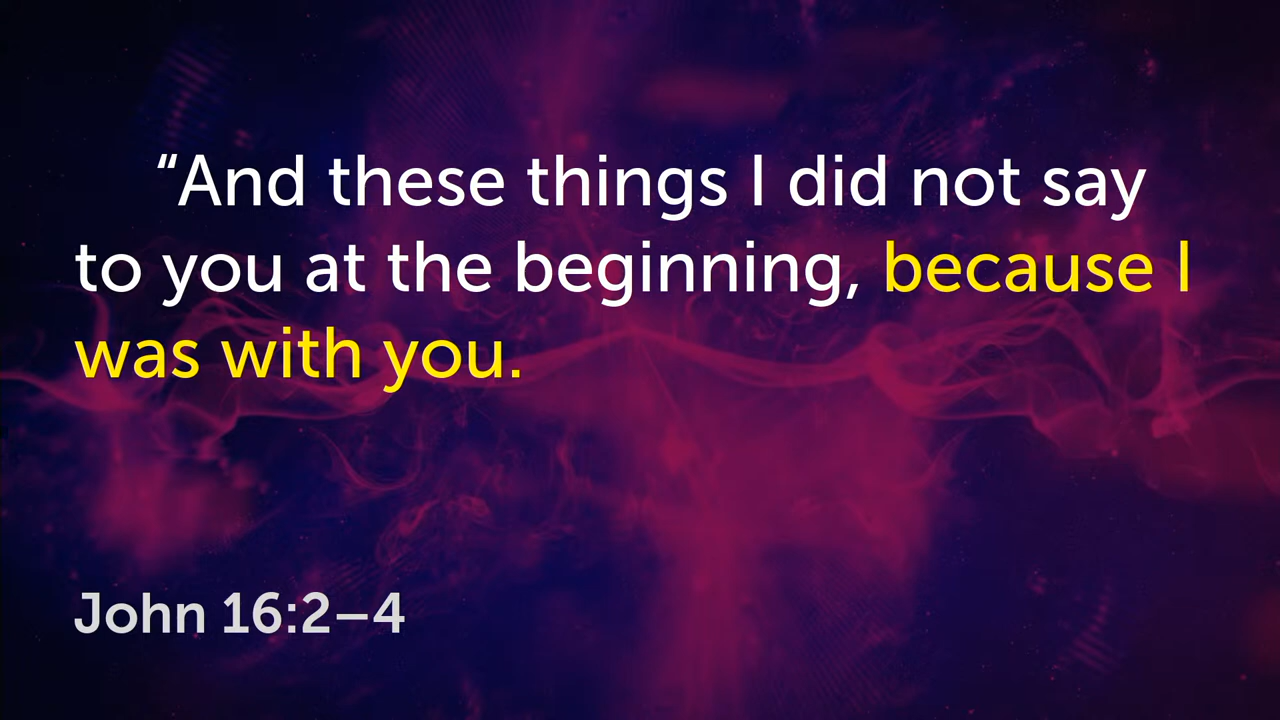 “And these things I did not say
to you at the beginning, because I
was with you.
John 16:2–4